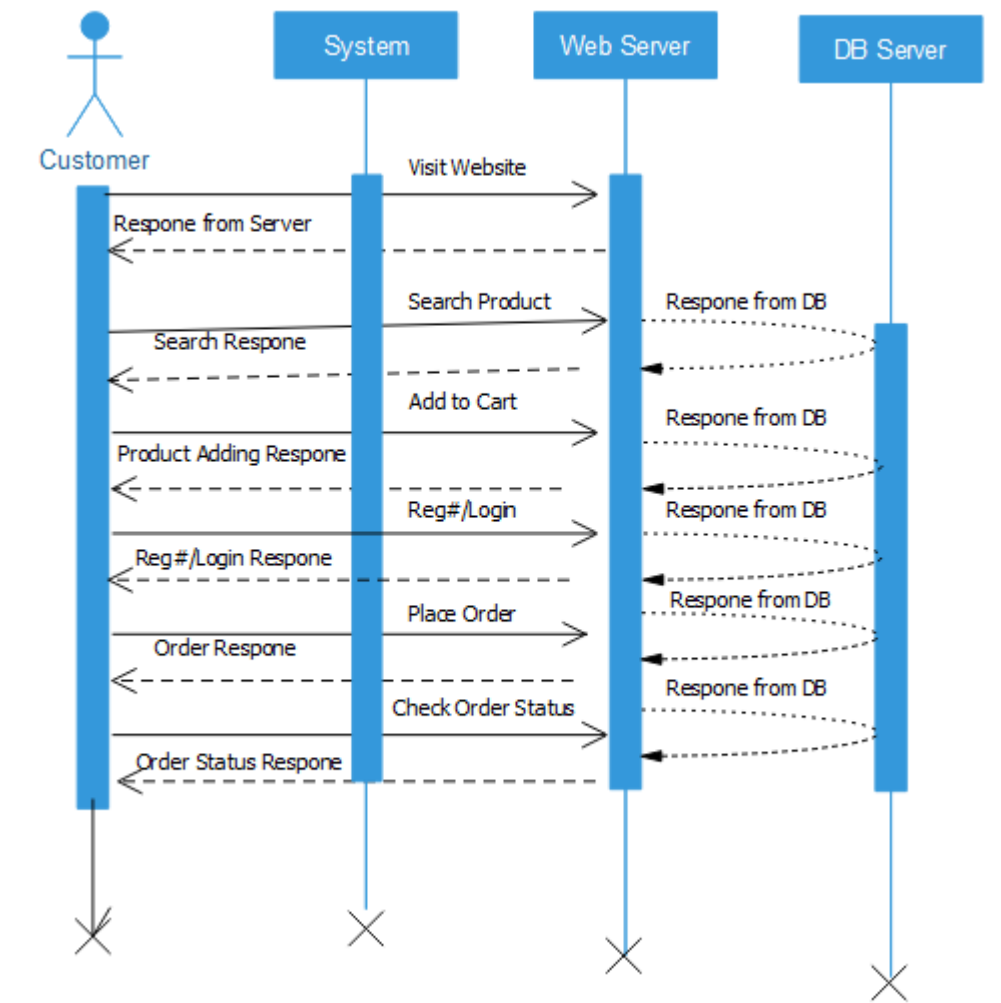 System
Web Server
DB Server
Customer
Visit Website
Respone from Server
Search Product
Respone from DB
Search Respone
Add to Cart
Respone from DB
Product Adding Respone
Reg#/Login
Respone from DB
Reg#/Login Respone
Place Order
Respone from DB
Order Respone
Check Order Status
Respone from DB
Order Status Respone